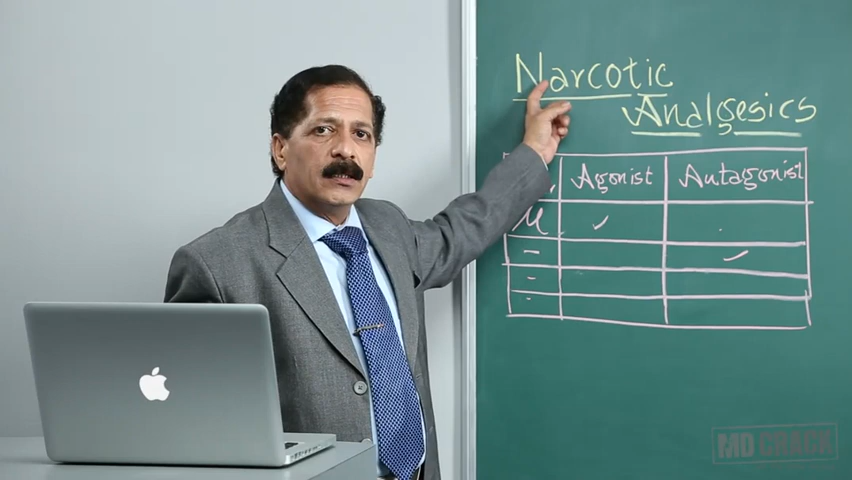 Narcotic
Analgesics
Agonist Antagonist
μ ✓
- ✓
-
-
MD CRACK